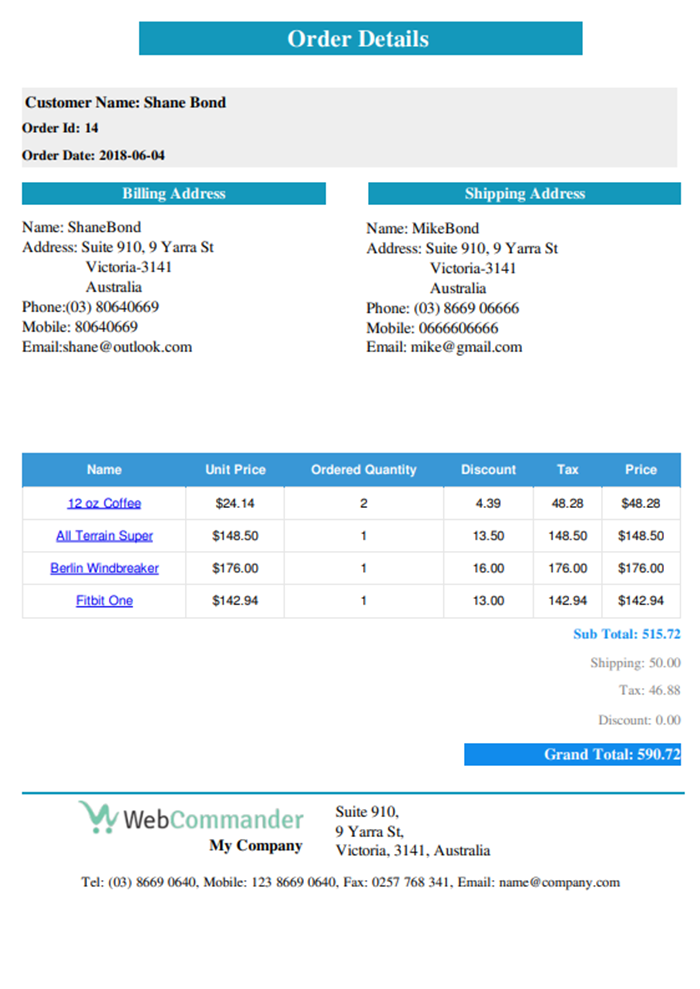 Order Details
Customer Name: Shane Bond
Order Id: 14
Order Date: 2018-06-04
Billing Address
Name: ShaneBond
Address: Suite 910, 9 Yarra St
Victoria-3141
Australia
Phone:(03) 80640669
Mobile: 80640669
Email:shane@outlook.com
Shipping Address
Name: MikeBond
Address: Suite 910, 9 Yarra St
Victoria-3141
Australia
Phone: (03) 8669 06666
Mobile: 0666606666
Email: mike@gmail.com
Name Unit Price Ordered Quantity Discount Tax Price
12 oz Coffee $24.14 2 4.39 48.28 $48.28
All Terrain Super $148.50 1 13.50 148.50 $148.50
Berlin Windbreaker $176.00 1 16.00 176.00 $176.00
Fitbit One $142.94 1 13.00 142.94 $142.94
Sub Total: 515.72
Shipping: 50.00
Tax: 46.88
Discount: 0.00
Grand Total: 590.72
WebCommander
My Company
Suite 910,
9 Yarra St,
Victoria, 3141, Australia
Tel: (03) 8669 0640, Mobile: 123 8669 0640, Fax: 0257 768 341, Email: name@company.com